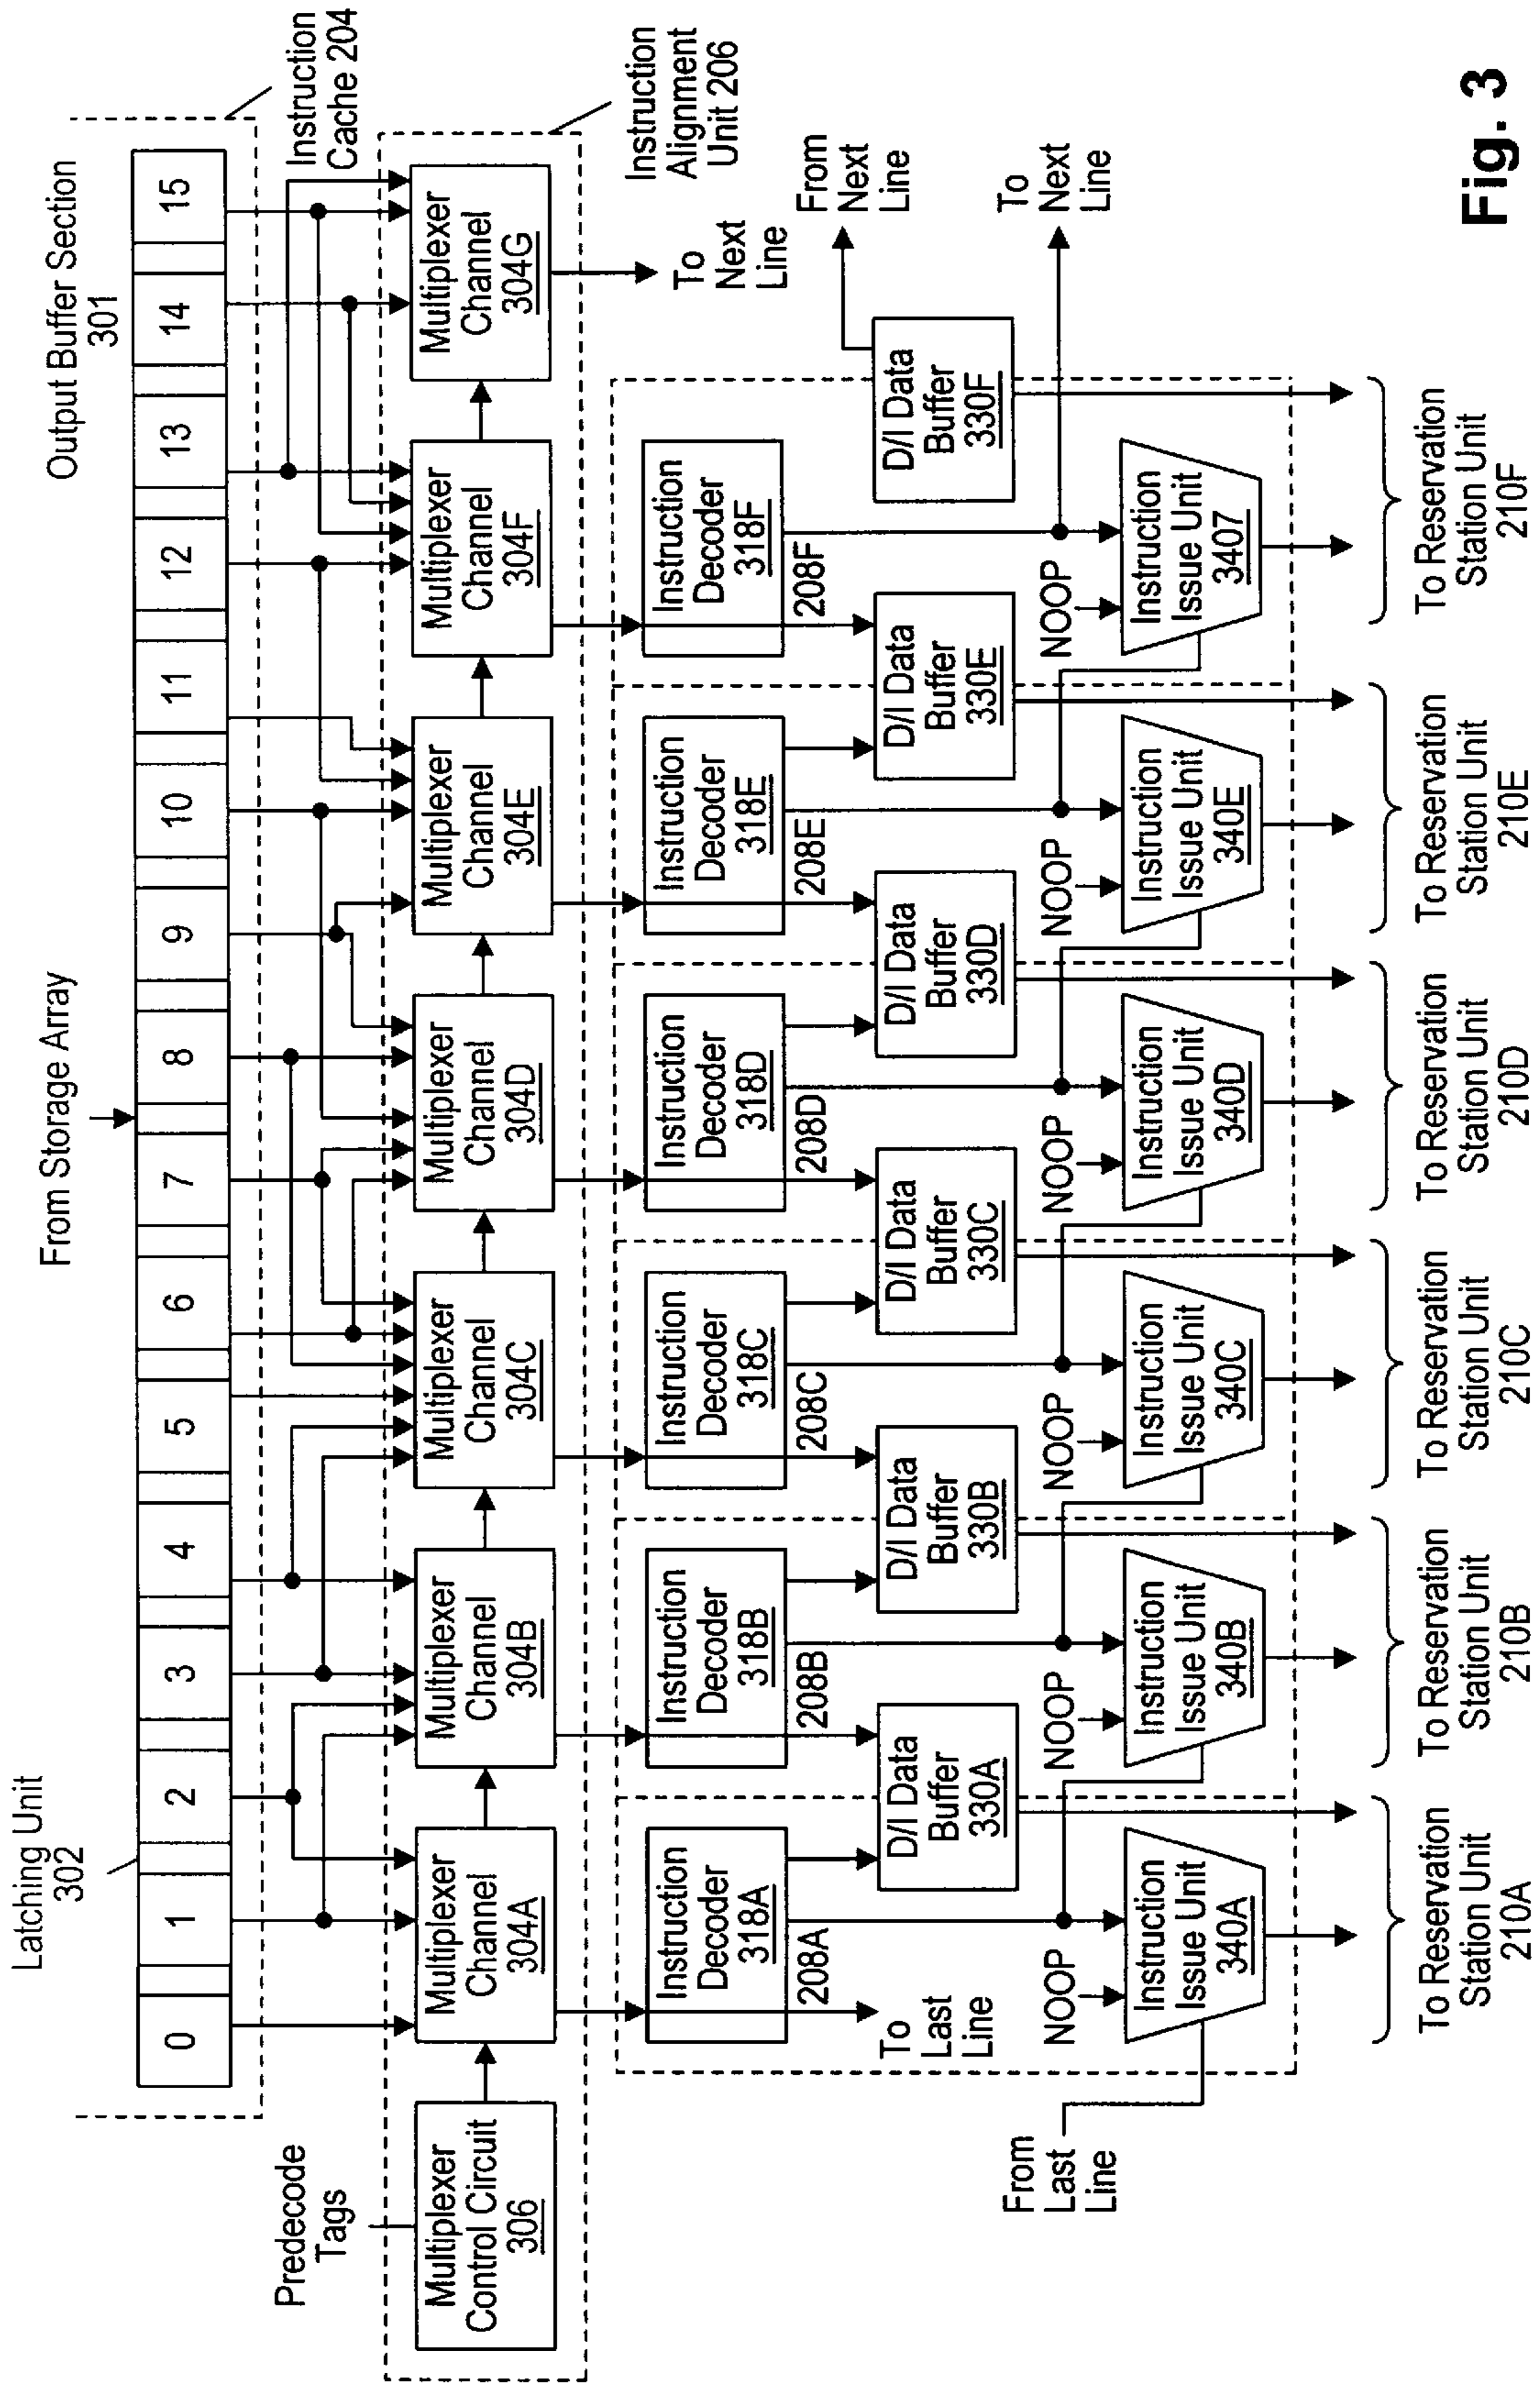 From Storage Array
Output Buffer Section
301
Latching Unit
302
0
1
2
3
4
5
6
7
8
9
10
11
12
13
14
15
Instruction
Cache 204
Predecode
Tags
Multiplexer
Control Circuit
306
Multiplexer
Channel
304A
Multiplexer
Channel
304B
Multiplexer
Channel
304C
Multiplexer
Channel
304D
Multiplexer
Channel
304E
Multiplexer
Channel
304F
Multiplexer
Channel
304G
Instruction
Alignment
Unit 206
To
Next
Line
Instruction
Decoder
318A
Instruction
Decoder
318B
Instruction
Decoder
318C
Instruction
Decoder
318D
Instruction
Decoder
318E
Instruction
Decoder
318F
208A
208B
208C
208D
208E
208F
To
Last
Line
D/I Data
Buffer
330A
D/I Data
Buffer
330B
D/I Data
Buffer
330C
D/I Data
Buffer
330D
D/I Data
Buffer
330E
D/I Data
Buffer
330F
From
Next
Line
To
Next
Line
From
Last
Line
NOOP
NOOP
NOOP
NOOP
NOOP
NOOP
Instruction
Issue Unit
340A
Instruction
Issue Unit
340B
Instruction
Issue Unit
340C
Instruction
Issue Unit
340D
Instruction
Issue Unit
340E
Instruction
Issue Unit
3407
To Reservation
Station Unit
210A
To Reservation
Station Unit
210B
To Reservation
Station Unit
210C
To Reservation
Station Unit
210D
To Reservation
Station Unit
210E
To Reservation
Station Unit
210F
Fig. 3